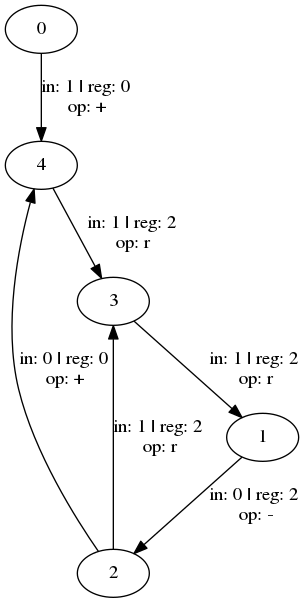 0
in: 1 | reg: 0
op: +
4
in: 1 | reg: 2
op: r
3
in: 0 | reg: 0
op: +
in: 1 | reg: 2
op: r
in: 1 | reg: 2
op: r
1
in: 0 | reg: 2
op: -
2